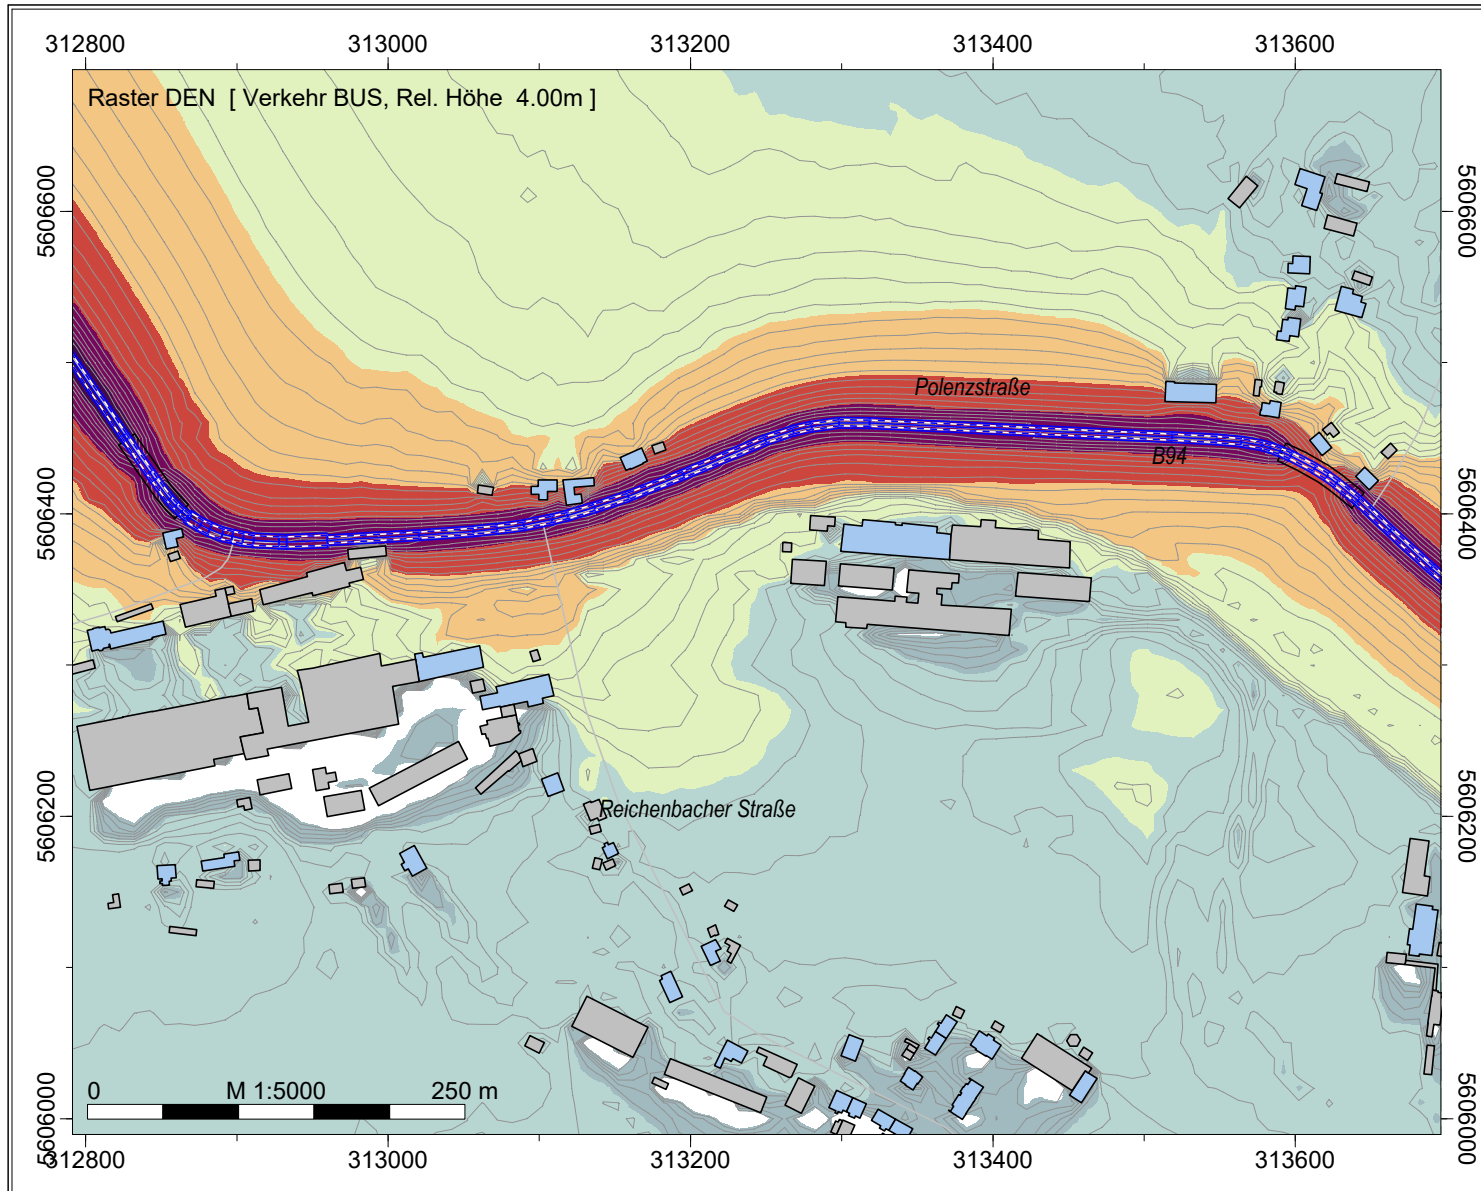 312800 313000 313200 313400 313600
Raster DEN [ Verkehr BUS, Rel. Höhe 4.00m ]
5606600 5606600
Polenzstraße
B94
5606400 5606400
Reichenbacher Straße
5606200 5606200
0 M 1:5000 250 m
5606000 5606000
312800 313000 313200 313400 313600